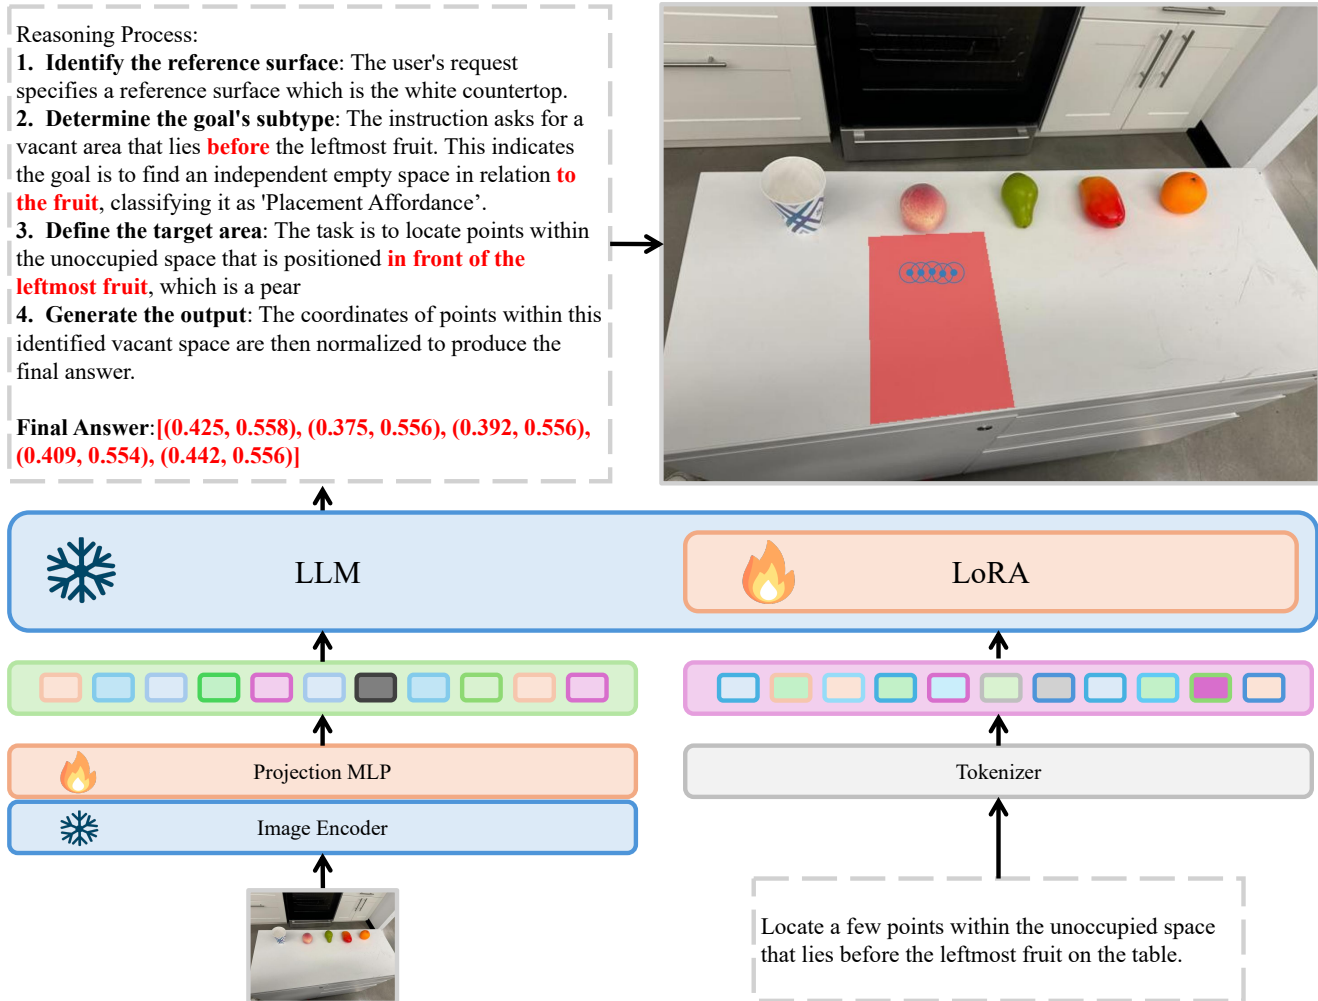 Reasoning Process:
1. Identify the reference surface: The user's request
specifies a reference surface which is the white countertop.
2. Determine the goal's subtype: The instruction asks for a
vacant area that lies before the leftmost fruit. This indicates
the goal is to find an independent empty space in relation to
the fruit, classifying it as 'Placement Affordance’.
3. Define the target area: The task is to locate points within
the unoccupied space that is positioned in front of the
leftmost fruit, which is a pear
4. Generate the output: The coordinates of points within this
identified vacant space are then normalized to produce the
final answer.
Final Answer:[(0.425, 0.558), (0.375, 0.556), (0.392, 0.556),
(0.409, 0.554), (0.442, 0.556)]
LLM
LoRA
Projection MLP
Tokenizer
Image Encoder
Locate a few points within the unoccupied space
that lies before the leftmost fruit on the table.